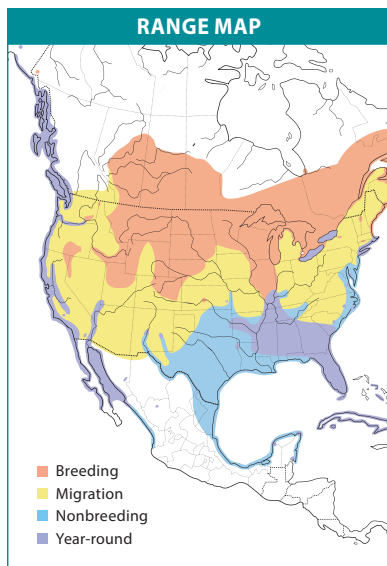 RANGE MAP
Breeding
Migration
Nonbreeding
Year-round